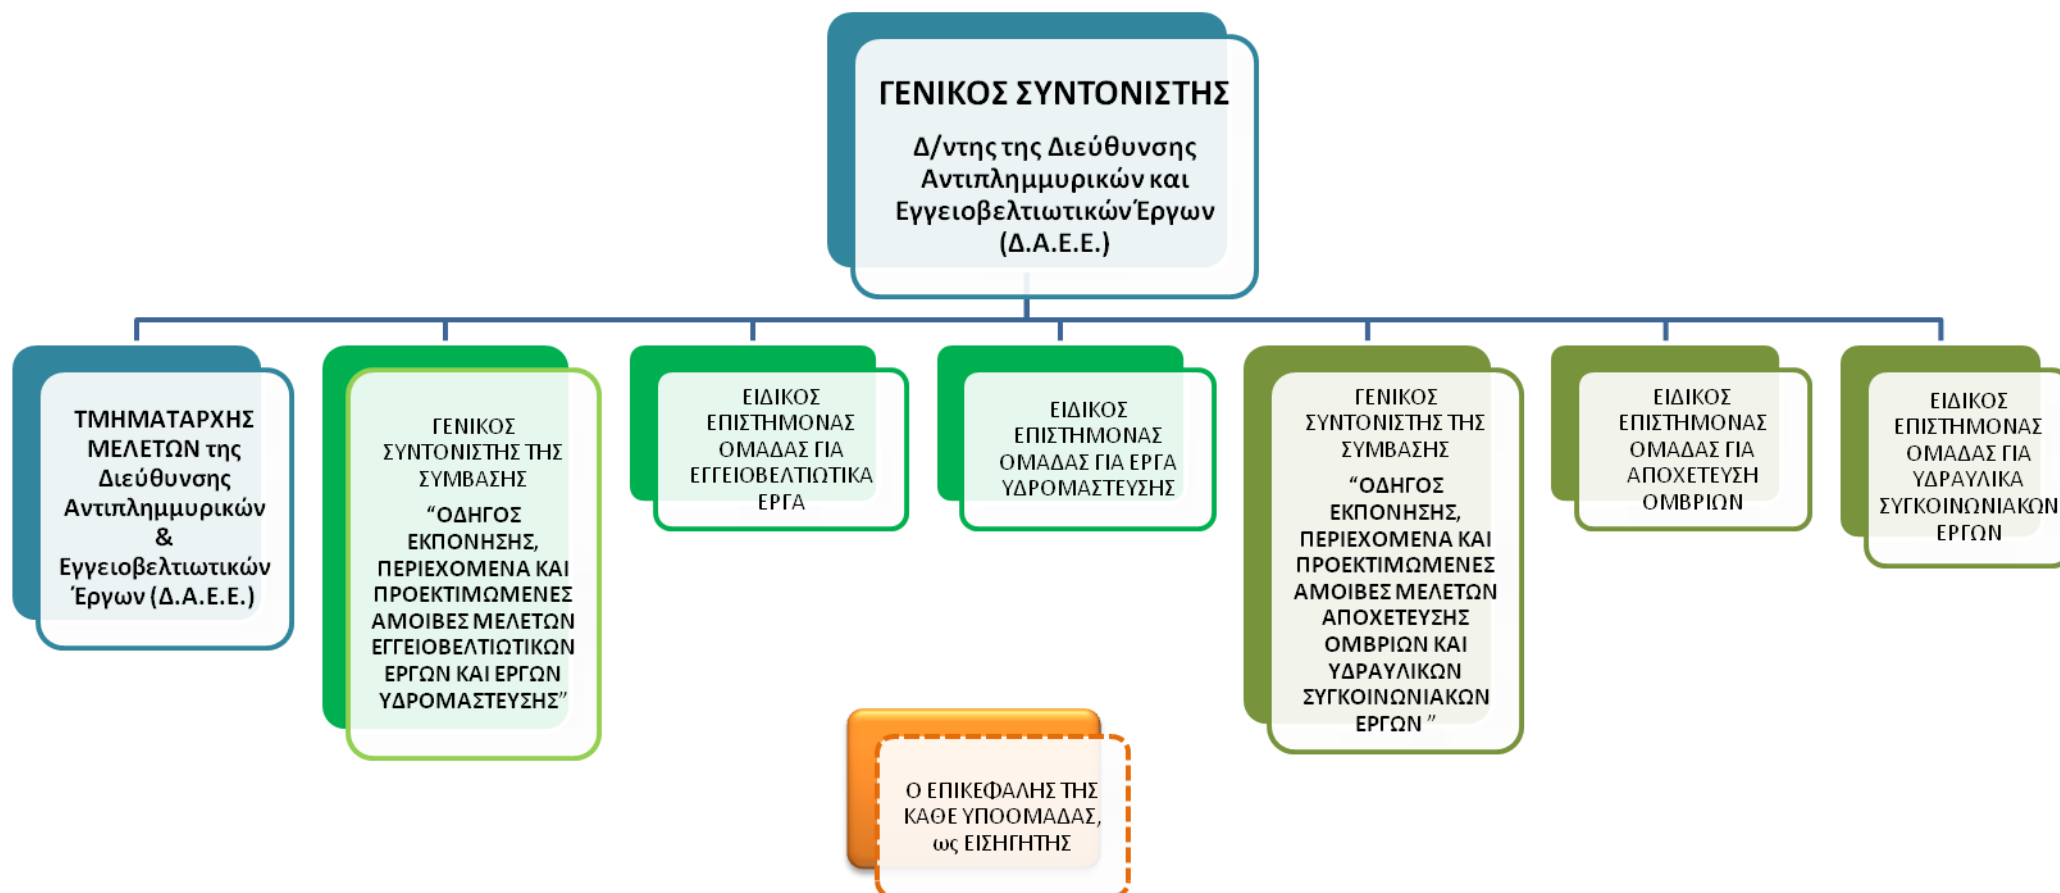 ΓΕΝΙΚΟΣ ΣΥΝΤΟΝΙΣΤΗΣ
Δ/ντης της Διεύθυνσης
Αντιπλημμυρικών και
Εγγειοβελτιωτικών Έργων
(Δ.Α.Ε.Ε.)
ΤΜΗΜΑΤΑΡΧΗΣ
ΜΕΛΕΤΩΝ της
Διεύθυνσης
Αντιπλημμυρικών
&
Εγγειοβελτιωτικών
Έργων (Δ.Α.Ε.Ε.)
ΓΕΝΙΚΟΣ
ΣΥΝΤΟΝΙΣΤΗΣ ΤΗΣ
ΣΥΜΒΑΣΗΣ
“ΟΔΗΓΟΣ
ΕΚΠΟΝΗΣΗΣ,
ΠΕΡΙΕΧΟΜΕΝΑ ΚΑΙ
ΠΡΟΕΚΤΙΜΩΜΕΝΕΣ
ΑΜΟΙΒΕΣ ΜΕΛΕΤΩΝ
ΕΓΓΕΙΟΒΕΛΤΙΩΤΙΚΩΝ
ΕΡΓΩΝ ΚΑΙ ΕΡΓΩΝ
ΥΔΡΟΜΑΣΤΕΥΣΗΣ”
ΕΙΔΙΚΟΣ
ΕΠΙΣΤΗΜΟΝΑΣ
ΟΜΑΔΑΣ ΓΙΑ
ΕΓΓΕΙΟΒΕΛΤΙΩΤΙΚΑ
ΕΡΓΑ
ΕΙΔΙΚΟΣ
ΕΠΙΣΤΗΜΟΝΑΣ
ΟΜΑΔΑΣ ΓΙΑ ΕΡΓΑ
ΥΔΡΟΜΑΣΤΕΥΣΗΣ
ΓΕΝΙΚΟΣ
ΣΥΝΤΟΝΙΣΤΗΣ ΤΗΣ
ΣΥΜΒΑΣΗΣ
“ΟΔΗΓΟΣ
ΕΚΠΟΝΗΣΗΣ,
ΠΕΡΙΕΧΟΜΕΝΑ ΚΑΙ
ΠΡΟΕΚΤΙΜΩΜΕΝΕΣ
ΑΜΟΙΒΕΣ ΜΕΛΕΤΩΝ
ΑΠΟΧΕΤΕΥΣΗΣ
ΟΜΒΡΙΩΝ ΚΑΙ
ΥΔΡΑΥΛΙΚΩΝ
ΣΥΓΚΟΙΝΩΝΙΑΚΩΝ
ΕΡΓΩΝ ”
ΕΙΔΙΚΟΣ
ΕΠΙΣΤΗΜΟΝΑΣ
ΟΜΑΔΑΣ ΓΙΑ
ΑΠΟΧΕΤΕΥΣΗ
ΟΜΒΡΙΩΝ
ΕΙΔΙΚΟΣ
ΕΠΙΣΤΗΜΟΝΑΣ
ΟΜΑΔΑΣ ΓΙΑ
ΥΔΡΑΥΛΙΚΑ
ΣΥΓΚΟΙΝΩΝΙΑΚΩΝ
ΕΡΓΩΝ
Ο ΕΠΙΚΕΦΑΛΗΣ ΤΗΣ
ΚΑΘΕ ΥΠΟΟΜΑΔΑΣ,
ως ΕΙΣΗΓΗΤΗΣ